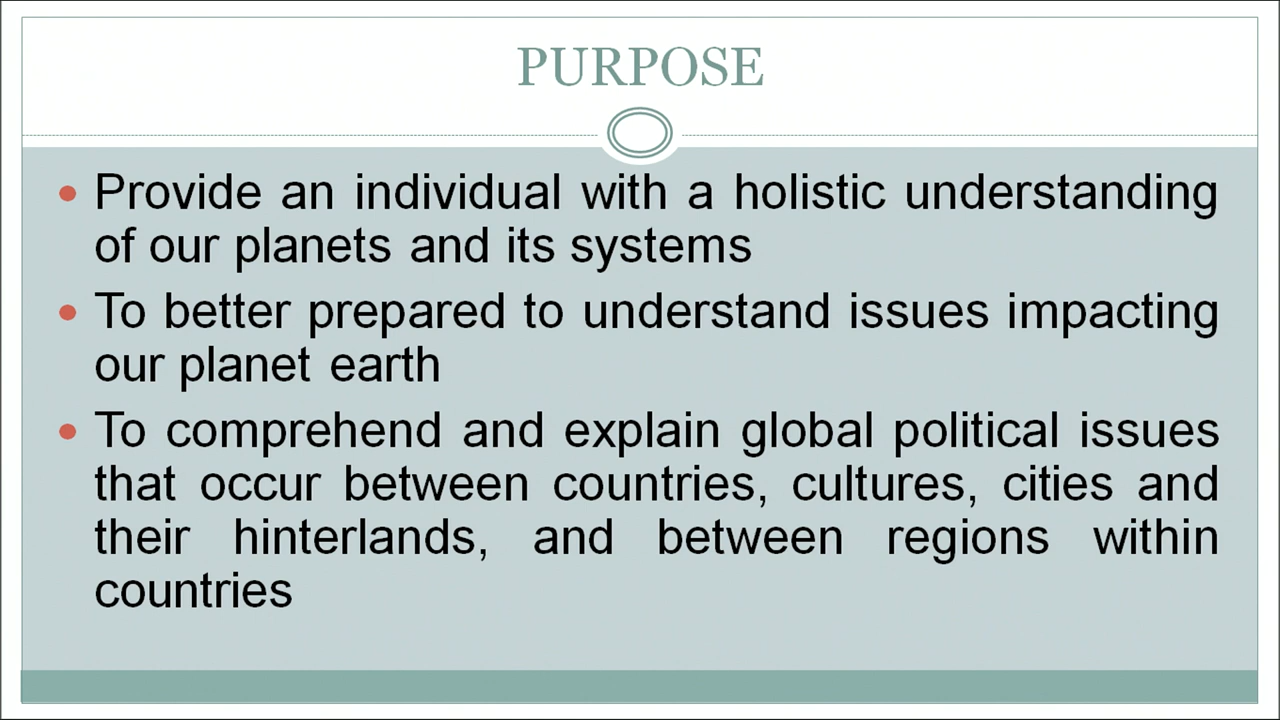 PURPOSE
Provide an individual with a holistic understanding
of our planets and its systems
To better prepared to understand issues impacting
our planet earth
To comprehend and explain global political issues
that occur between countries, cultures, cities and
their hinterlands, and between regions within
countries